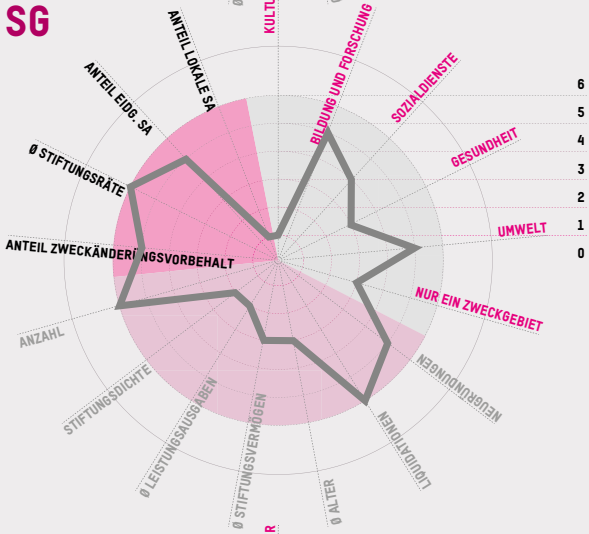 SG
KULTU
BILDUNG UND FORSCHUNG
SOZIALDIENSTE
GESUNDHEIT
UMWELT
NUR EIN ZWECKGEBIET
NEUGRÜNDUNGEN
LIQUIDATIONEN
Ø ALTER
Ø STIFTUNGSVERMÖGEN
Ø LEISTUNGSAUSGABEN
STIFTUNGSDICHTE
ANZAHL
ANTEIL ZWECKÄNDERUNGSVORBEHALT
Ø STIFTUNGSRÄTE
ANTEIL EIDG. SA
ANTEIL LOKALE SA
6
5
4
3
2
1
0
R